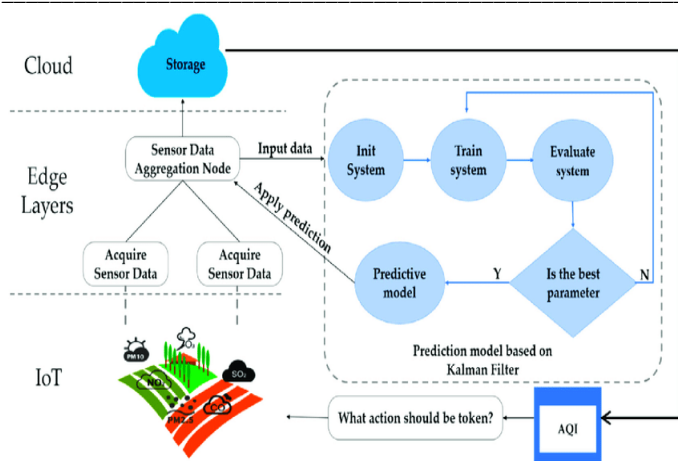 Cloud
Storage
Sensor Data
Aggregation Node
Input data
Init
System
Train
system
Evaluate
system
Edge
Layers
Apply prediction
Acquire
Sensor Data
Acquire
Sensor Data
Predictive
model
Y
Is the best
parameter
N
Prediction model based on
Kalman Filter
IoT
PM10
O₃
NO₂
SO₂
PM2.5
CO
What action should be token?
AQI